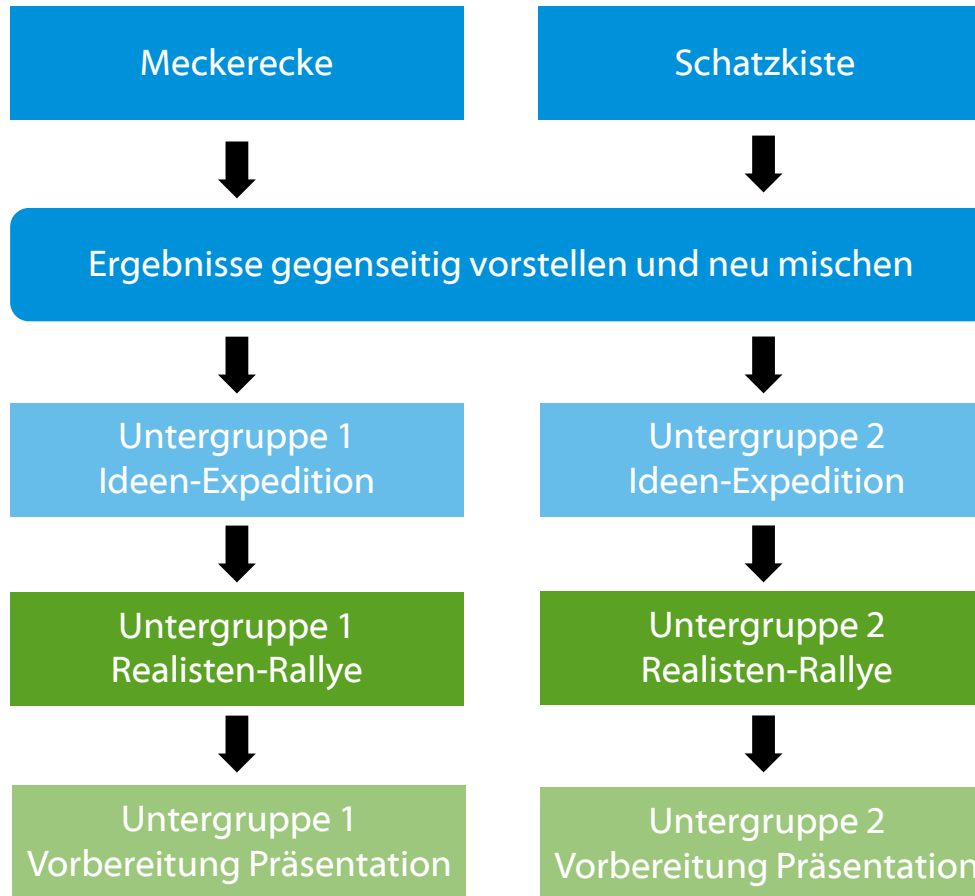 Meckerecke
Schatzkiste
Ergebnisse gegenseitig vorstellen und neu mischen
Untergruppe 1
Ideen-Expedition
Untergruppe 2
Ideen-Expedition
Untergruppe 1
Realisten-Rallye
Untergruppe 2
Realisten-Rallye
Untergruppe 1
Vorbereitung Präsentation
Untergruppe 2
Vorbereitung Präsentation